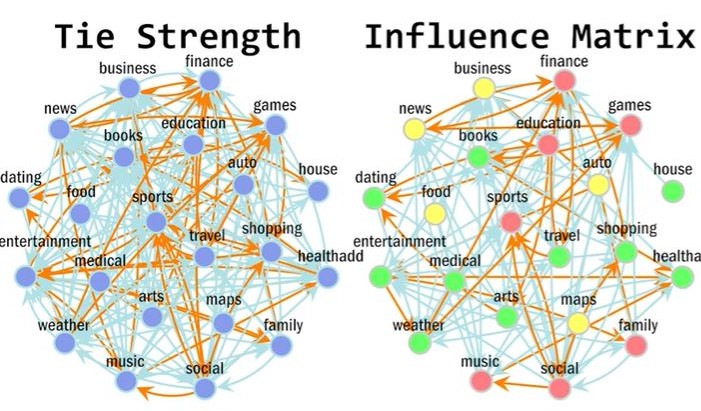 Tie Strength
business
finance
news
games
books
education
auto
house
dating
food
sports
entertainment
travel
shopping
medical
healthadd
arts
maps
weather
family
music
social
Influence Matrix
business
finance
news
games
books
education
auto
house
dating
food
sports
entertainment
travel
shopping
medical
healtha
arts
maps
weather
family
music
social